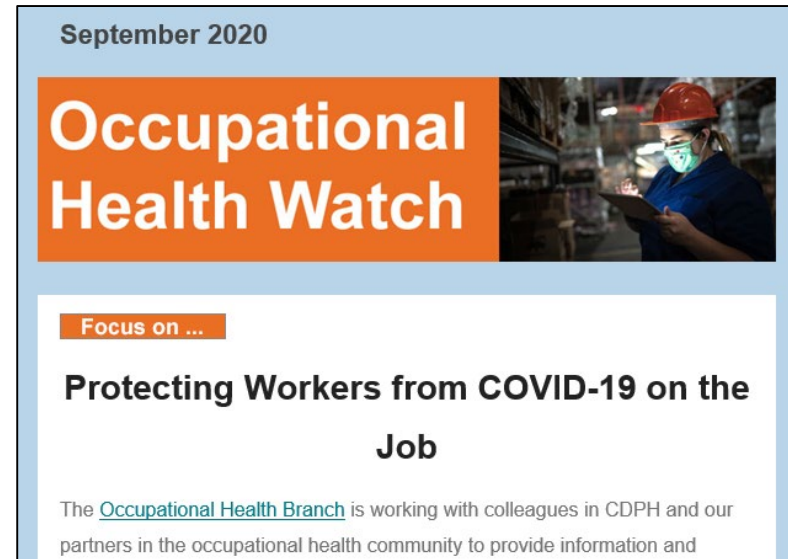 September 2020
Occupational
Health Watch
Focus on ...
Protecting Workers from COVID-19 on the
Job
The Occupational Health Branch is working with colleagues in CDPH and our
partners in the occupational health community to provide information and